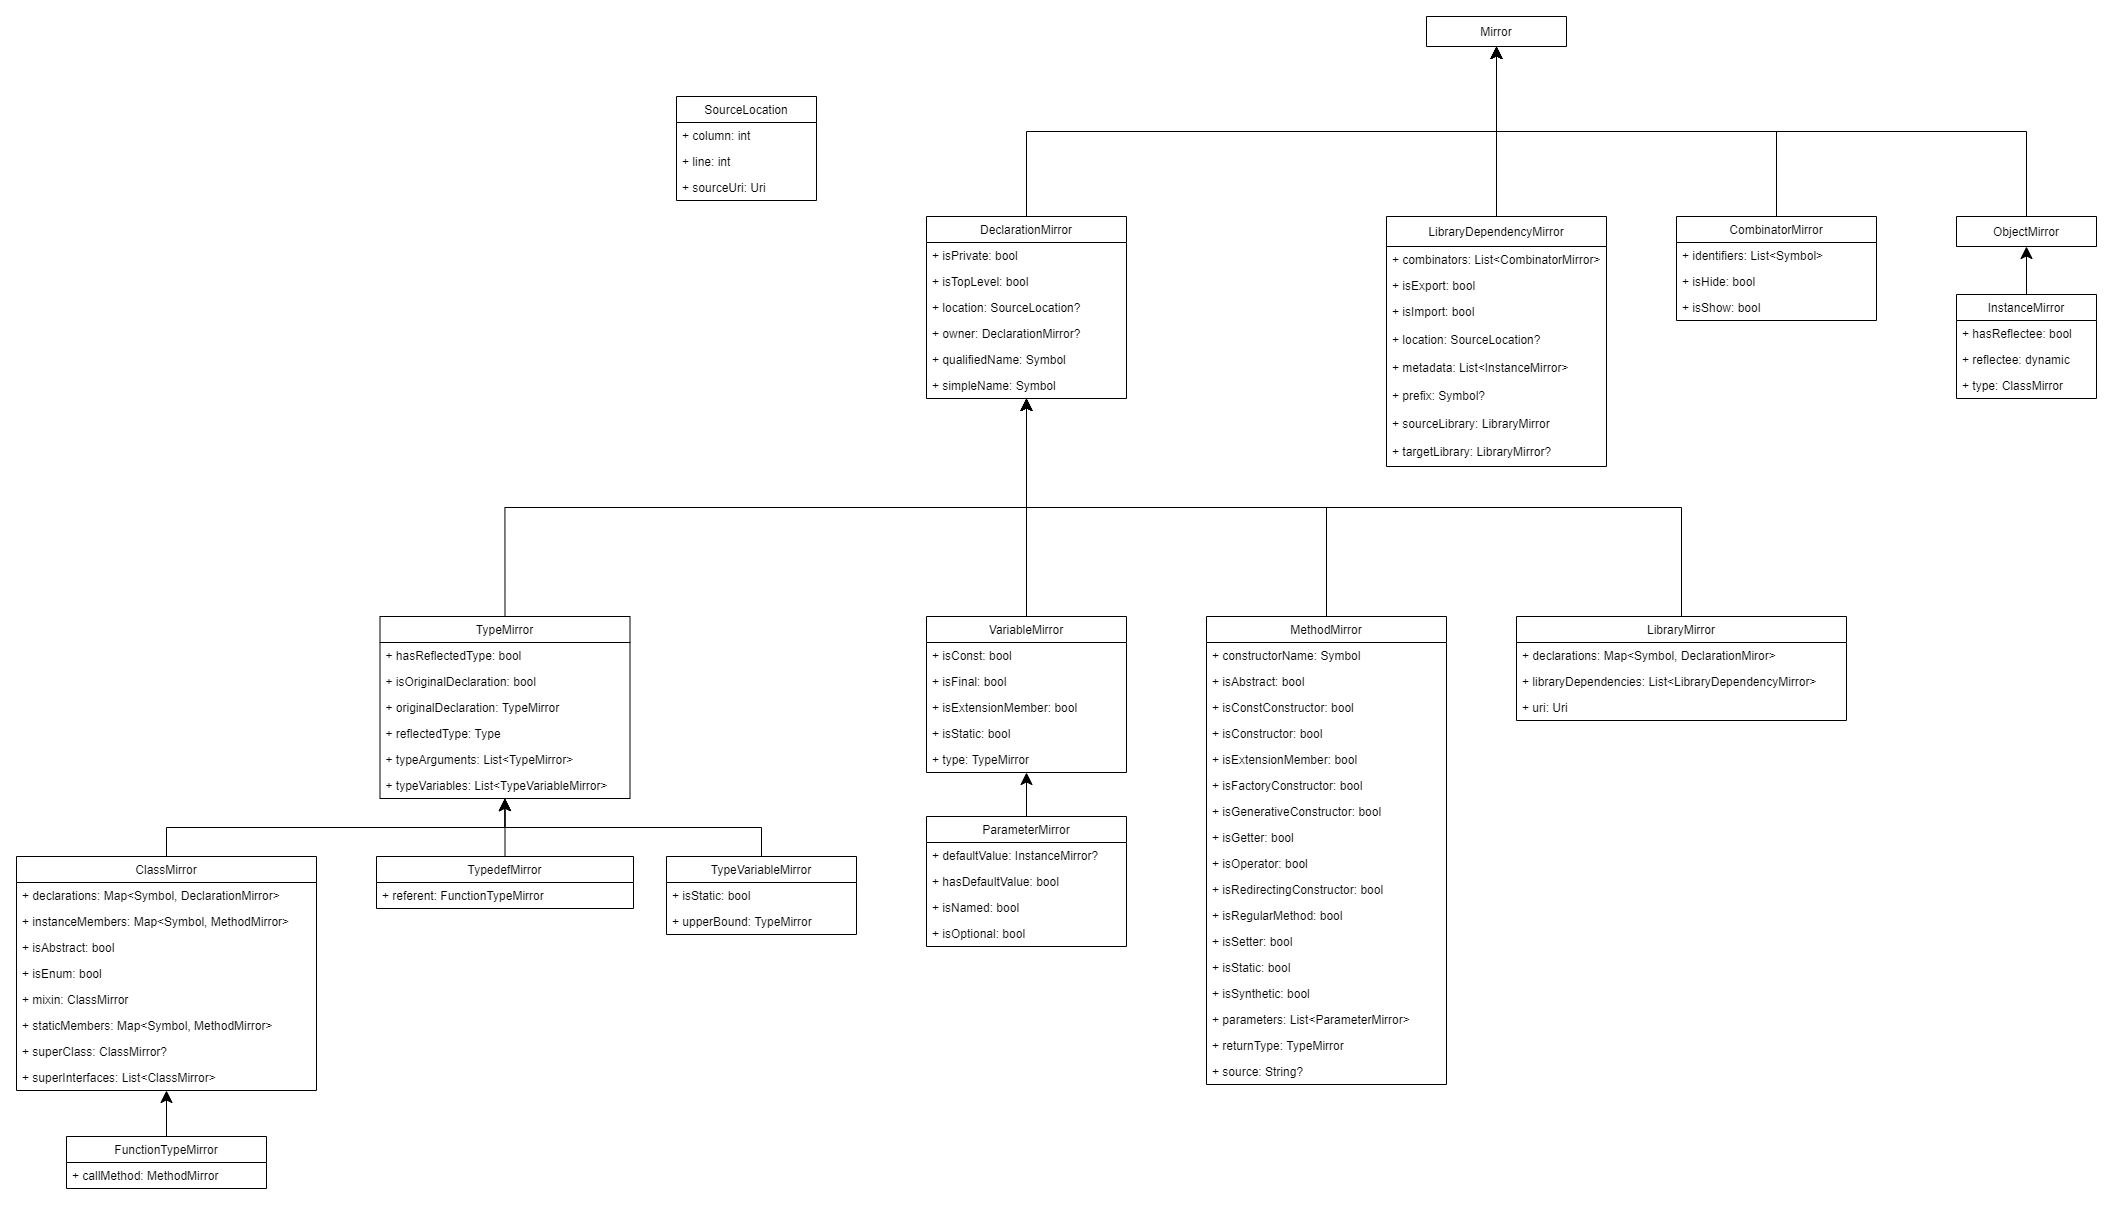 Mirror
SourceLocation
+ column: int
+ line: int
+ sourceUri: Uri
DeclarationMirror
+ isPrivate: bool
+ isTopLevel: bool
+ location: SourceLocation?
+ owner: DeclarationMirror?
+ qualifiedName: Symbol
+ simpleName: Symbol
LibraryDependencyMirror
+ combinators: List<CombinatorMirror>
+ isExport: bool
+ isImport: bool
+ location: SourceLocation?
+ metadata: List<InstanceMirror>
+ prefix: Symbol?
+ sourceLibrary: LibraryMirror
+ targetLibrary: LibraryMirror?
CombinatorMirror
+ identifiers: List<Symbol>
+ isHide: bool
+ isShow: bool
ObjectMirror
InstanceMirror
+ hasReflectee: bool
+ reflectee: dynamic
+ type: ClassMirror
TypeMirror
+ hasReflectedType: bool
+ isOriginalDeclaration: bool
+ originalDeclaration: TypeMirror
+ reflectedType: Type
+ typeArguments: List<TypeMirror>
+ typeVariables: List<TypeVariableMirror>
VariableMirror
+ isConst: bool
+ isFinal: bool
+ isExtensionMember: bool
+ isStatic: bool
+ type: TypeMirror
MethodMirror
+ constructorName: Symbol
+ isAbstract: bool
+ isConstConstructor: bool
+ isConstructor: bool
+ isExtensionMember: bool
+ isFactoryConstructor: bool
+ isGenerativeConstructor: bool
+ isGetter: bool
+ isOperator: bool
+ isRedirectingConstructor: bool
+ isRegularMethod: bool
+ isSetter: bool
+ isStatic: bool
+ isSynthetic: bool
+ parameters: List<ParameterMirror>
+ returnType: TypeMirror
+ source: String?
LibraryMirror
+ declarations: Map<Symbol, DeclarationMiror>
+ libraryDependencies: List<LibraryDependencyMirror>
+ uri: Uri
ClassMirror
+ declarations: Map<Symbol, DeclarationMirror>
+ instanceMembers: Map<Symbol, MethodMirror>
+ isAbstract: bool
+ isEnum: bool
+ mixin: ClassMirror
+ staticMembers: Map<Symbol, MethodMirror>
+ superClass: ClassMirror?
+ superInterfaces: List<ClassMirror>
TypedefMirror
+ referent: FunctionTypeMirror
TypeVariableMirror
+ isStatic: bool
+ upperBound: TypeMirror
ParameterMirror
+ defaultValue: InstanceMirror?
+ hasDefaultValue: bool
+ isNamed: bool
+ isOptional: bool
FunctionTypeMirror
+ callMethod: MethodMirror